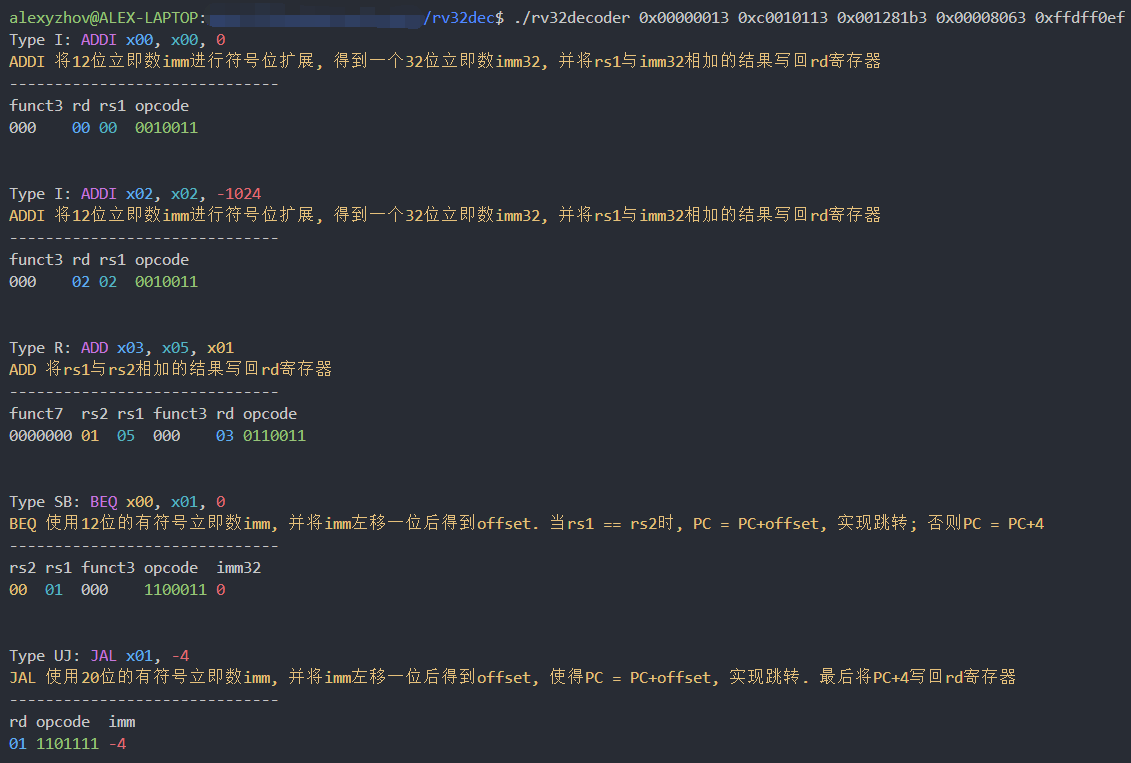 alexyzhov@ALEX-LAPTOP: /rv32dec$ ./rv32decoder 0x00000013 0xc0010113 0x001281b3 0x00008063 0xffdff0ef
Type I: ADDI x00, x00, 0
ADDI 将12位立即数imm进行符号位扩展, 得到一个32位立即数imm32, 并将rs1与imm32相加的结果写回rd寄存器
------------------------------
funct3 rd rs1 opcode
000 00 00 0010011
Type I: ADDI x02, x02, -1024
ADDI 将12位立即数imm进行符号位扩展, 得到一个32位立即数imm32, 并将rs1与imm32相加的结果写回rd寄存器
------------------------------
funct3 rd rs1 opcode
000 02 02 0010011
Type R: ADD x03, x05, x01
ADD 将rs1与rs2相加的结果写回rd寄存器
------------------------------
funct7 rs2 rs1 funct3 rd opcode
0000000 01 05 000 03 0110011
Type SB: BEQ x00, x01, 0
BEQ 使用12位的有符号立即数imm, 并将imm左移一位后得到offset. 当rs1 == rs2时, PC = PC+offset, 实现跳转; 否则PC = PC+4
------------------------------
rs2 rs1 funct3 opcode imm32
00 01 000 1100011 0
Type UJ: JAL x01, -4
JAL 使用20位的有符号立即数imm, 并将imm左移一位后得到offset, 使得PC = PC+offset, 实现跳转. 最后将PC+4写回rd寄存器
------------------------------
rd opcode imm
01 1101111 -4